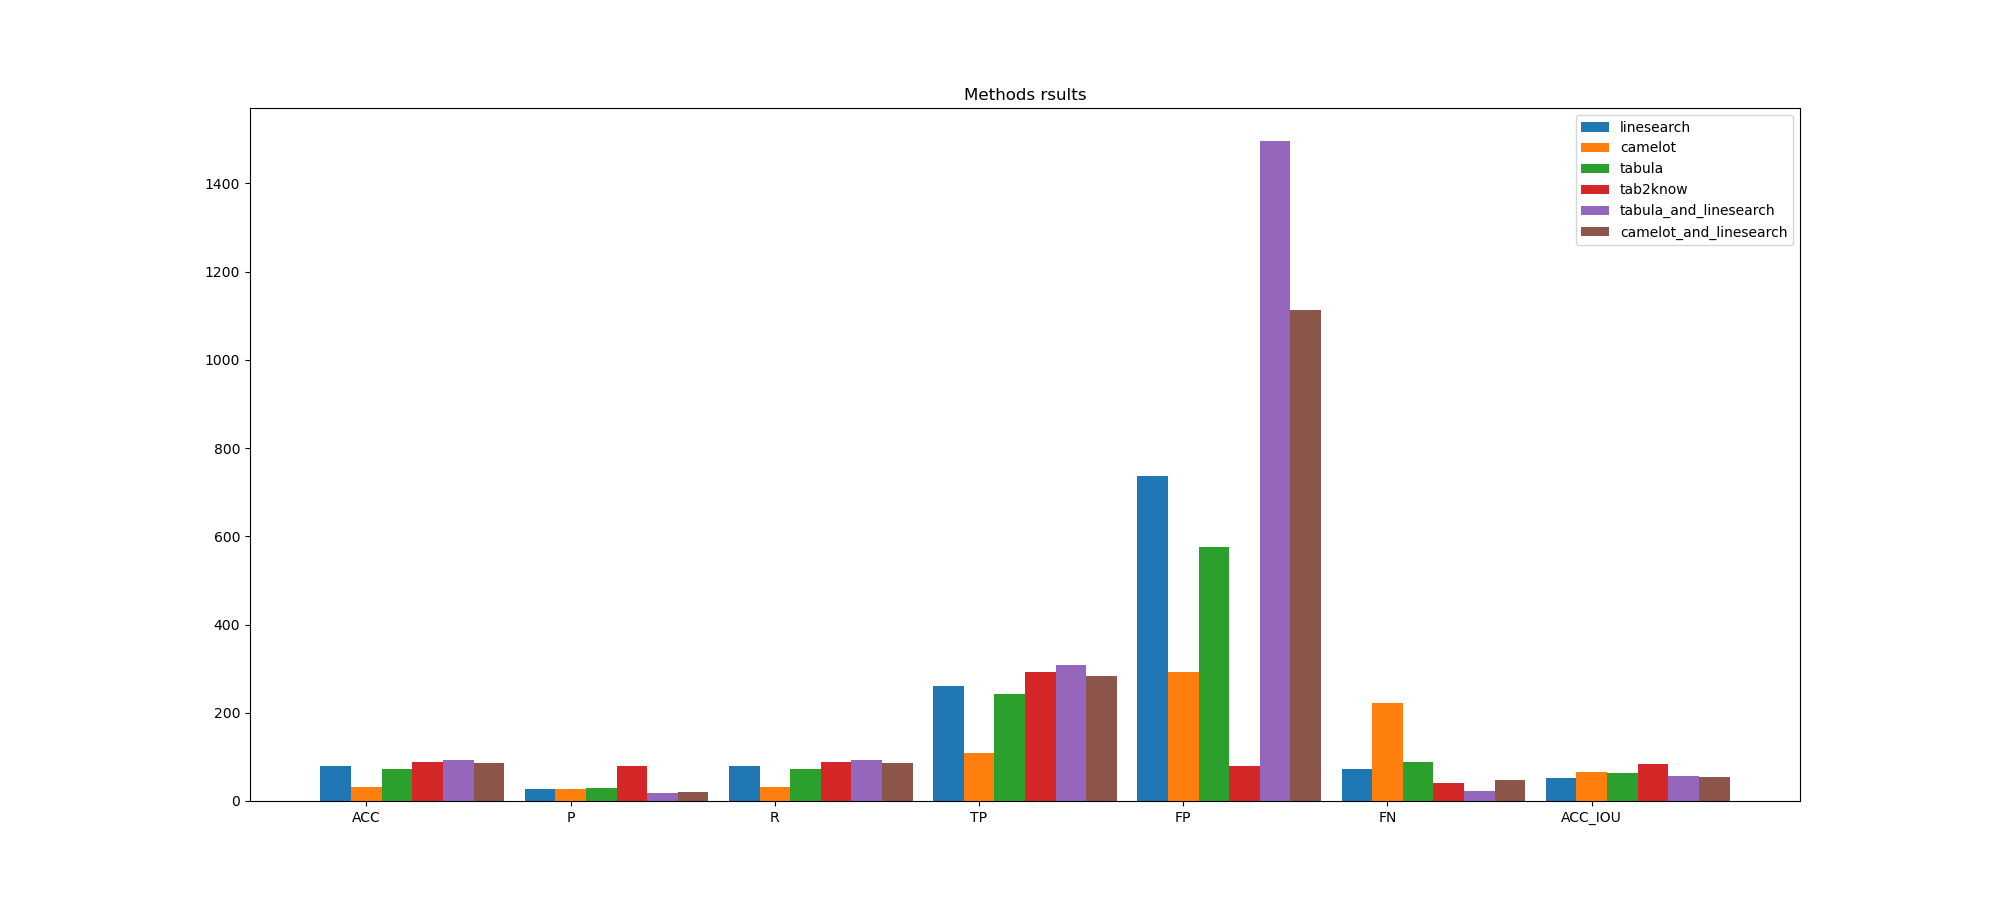 Methods rsults
linesearch
camelot
tabula
tab2know
tabula_and_linesearch
camelot_and_linesearch
1400
1200
1000
800
600
400
200
0
ACC P R TP FP FN ACC_IOU